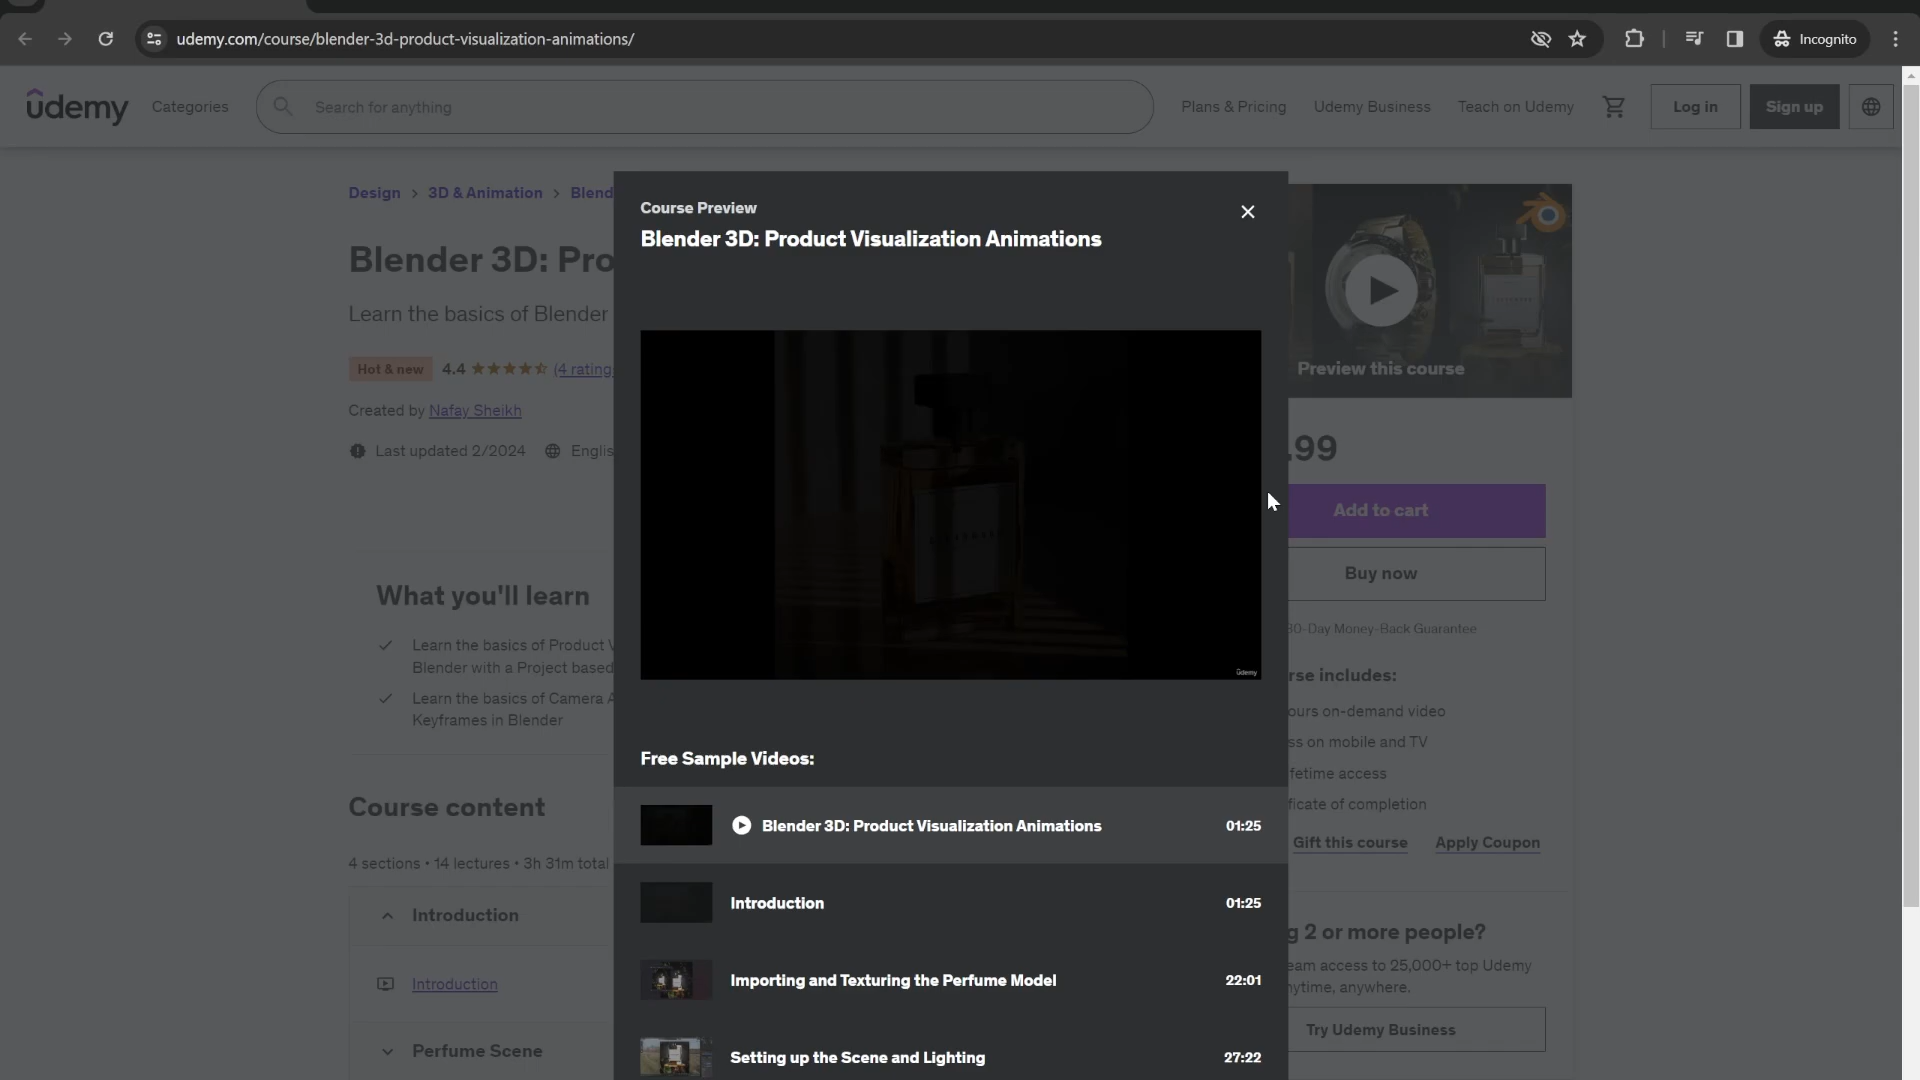 udemy.com/course/blender-3d-product-visualization-animations/
Incognito
udemy
Categories
Search for anything
Plans & Pricing
Udemy Business
Teach on Udemy
Log in
Sign up
Design > 3D & Animation > Blend
Course Preview
Blender 3D: Product Visualization Animations
Blender 3D: Pro
Learn the basics of Blender
Hot & new 4.4 (4 rating
Created by Nafay Sheikh
Last updated 2/2024 Englis
Preview this course
.99
Add to cart
Buy now
30-Day Money-Back Guarantee
rse includes:
ours on-demand video
ss on mobile and TV
fetime access
ficate of completion
Gift this course Apply Coupon
g 2 or more people?
eam access to 25,000+ top Udemy
nytime, anywhere.
Try Udemy Business
What you'll learn
Learn the basics of Product V
Blender with a Project based
Learn the basics of Camera A
Keyframes in Blender
Course content
4 sections • 14 lectures • 3h 31m total
Introduction
Introduction
Perfume Scene
udemy
Free Sample Videos:
Blender 3D: Product Visualization Animations 01:25
Introduction 01:25
Importing and Texturing the Perfume Model 22:01
Setting up the Scene and Lighting 27:22